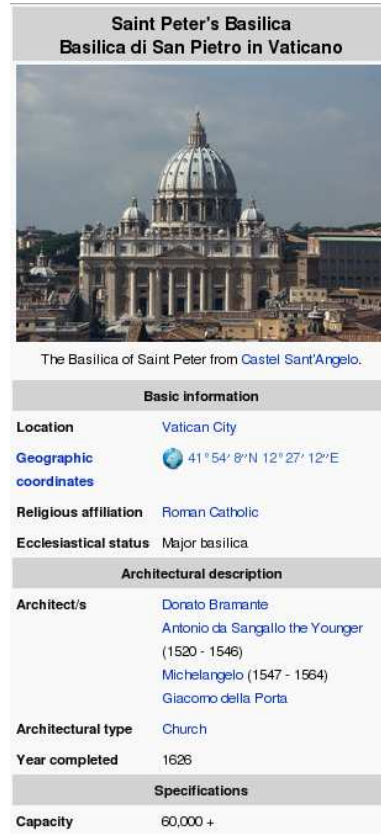 Saint Peter's Basilica
Basilica di San Pietro in Vaticano
The Basilica of Saint Peter from Castel Sant'Angelo.
Basic information
Location Vatican City
Geographic coordinates 41°54′8″N 12°27′12″E
Religious affiliation Roman Catholic
Ecclesiastical status Major basilica
Architectural description
Architect/s Donato Bramante
Antonio da Sangallo the Younger
(1520 - 1546)
Michelangelo (1547 - 1564)
Giacomo della Porta
Architectural type Church
Year completed 1626
Specifications
Capacity 60,000 +